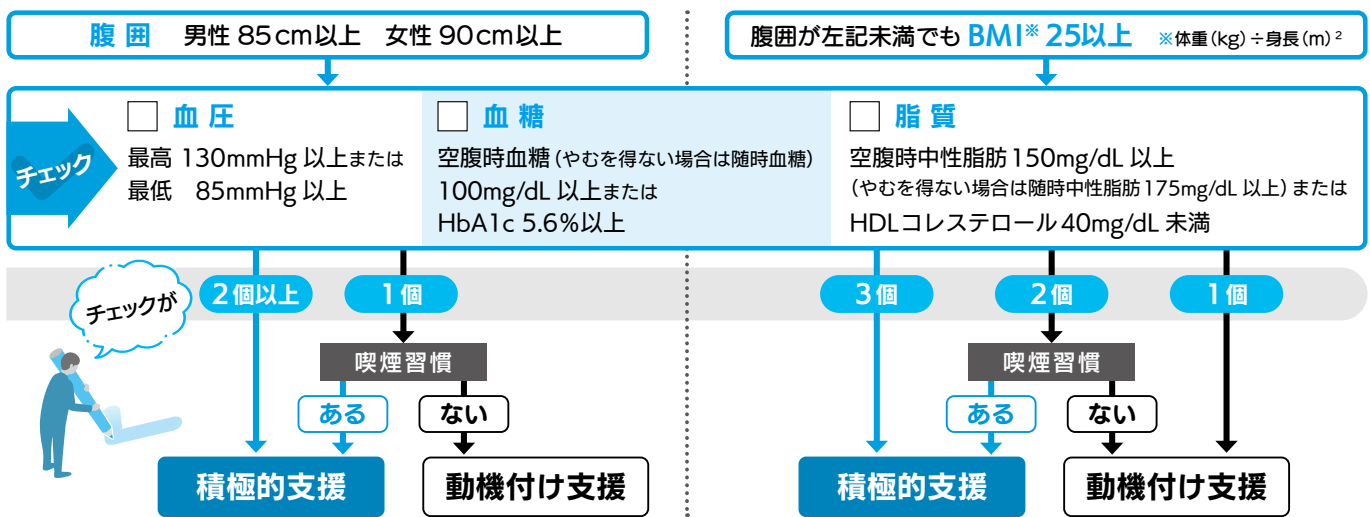 腹囲 男性 85cm以上 女性 90cm以上
腹囲が左記未満でも BMI※ 25以上 ※体重(kg)÷身長(m)²
チェック
□ 血圧
最高 130mmHg 以上または
最低 85mmHg 以上
□ 血糖
空腹時血糖(やむを得ない場合は随時血糖)
100mg/dL 以上または
HbA1c 5.6%以上
□ 脂質
空腹時中性脂肪 150mg/dL 以上
(やむを得ない場合は随時中性脂肪 175mg/dL 以上)または
HDLコレステロール 40mg/dL 未満
チェックが
2個以上
1個
3個
2個
1個
喫煙習慣
喫煙習慣
ある
ない
ある
ない
積極的支援
動機付け支援
積極的支援
動機付け支援